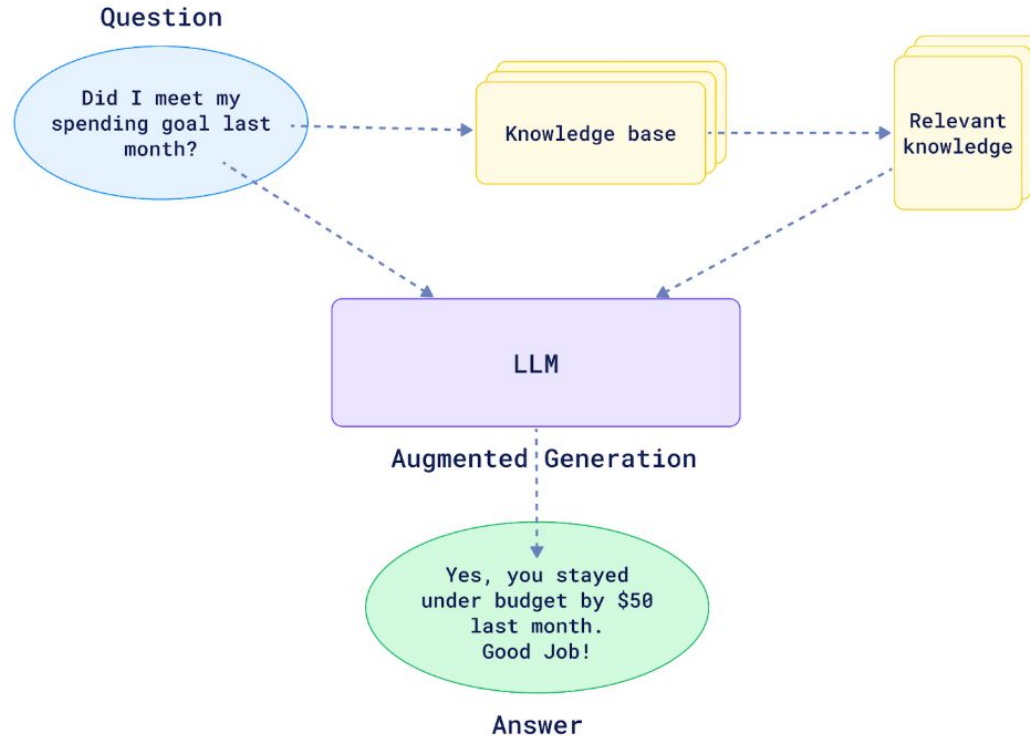 Question
Did I meet my
spending goal last
month?
Knowledge base
Relevant
knowledge
LLM
Augmented Generation
Yes, you stayed
under budget by $50
last month.
Good Job!
Answer